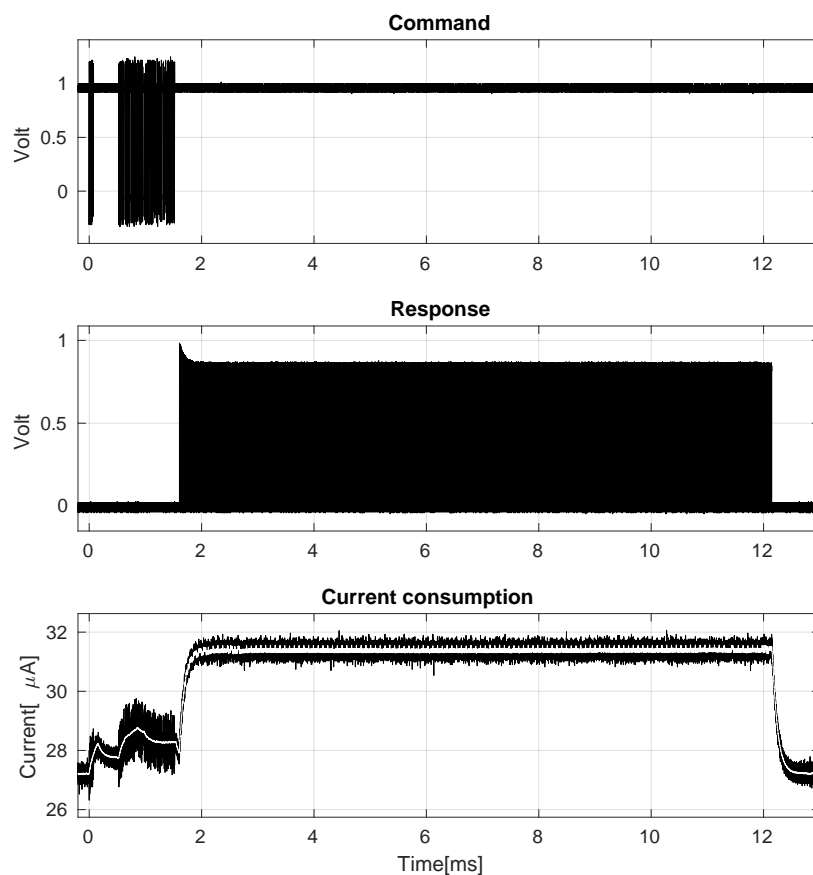 Command
Volt
1
0.5
0
0 2 4 6 8 10 12
Response
Volt
1
0.5
0
0 2 4 6 8 10 12
Current consumption
Current[ μA]
32
30
28
26
0 2 4 6 8 10 12
Time[ms]